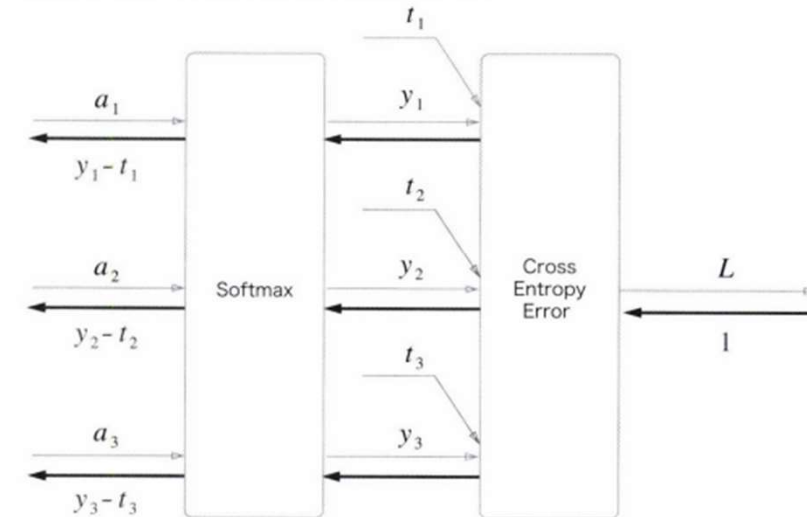 t₁
a₁
y₁
y₁ − t₁
t₂
a₂
Softmax
y₂
Cross
Entropy
Error
L
y₂ − t₂
1
t₃
a₃
y₃
y₃ − t₃